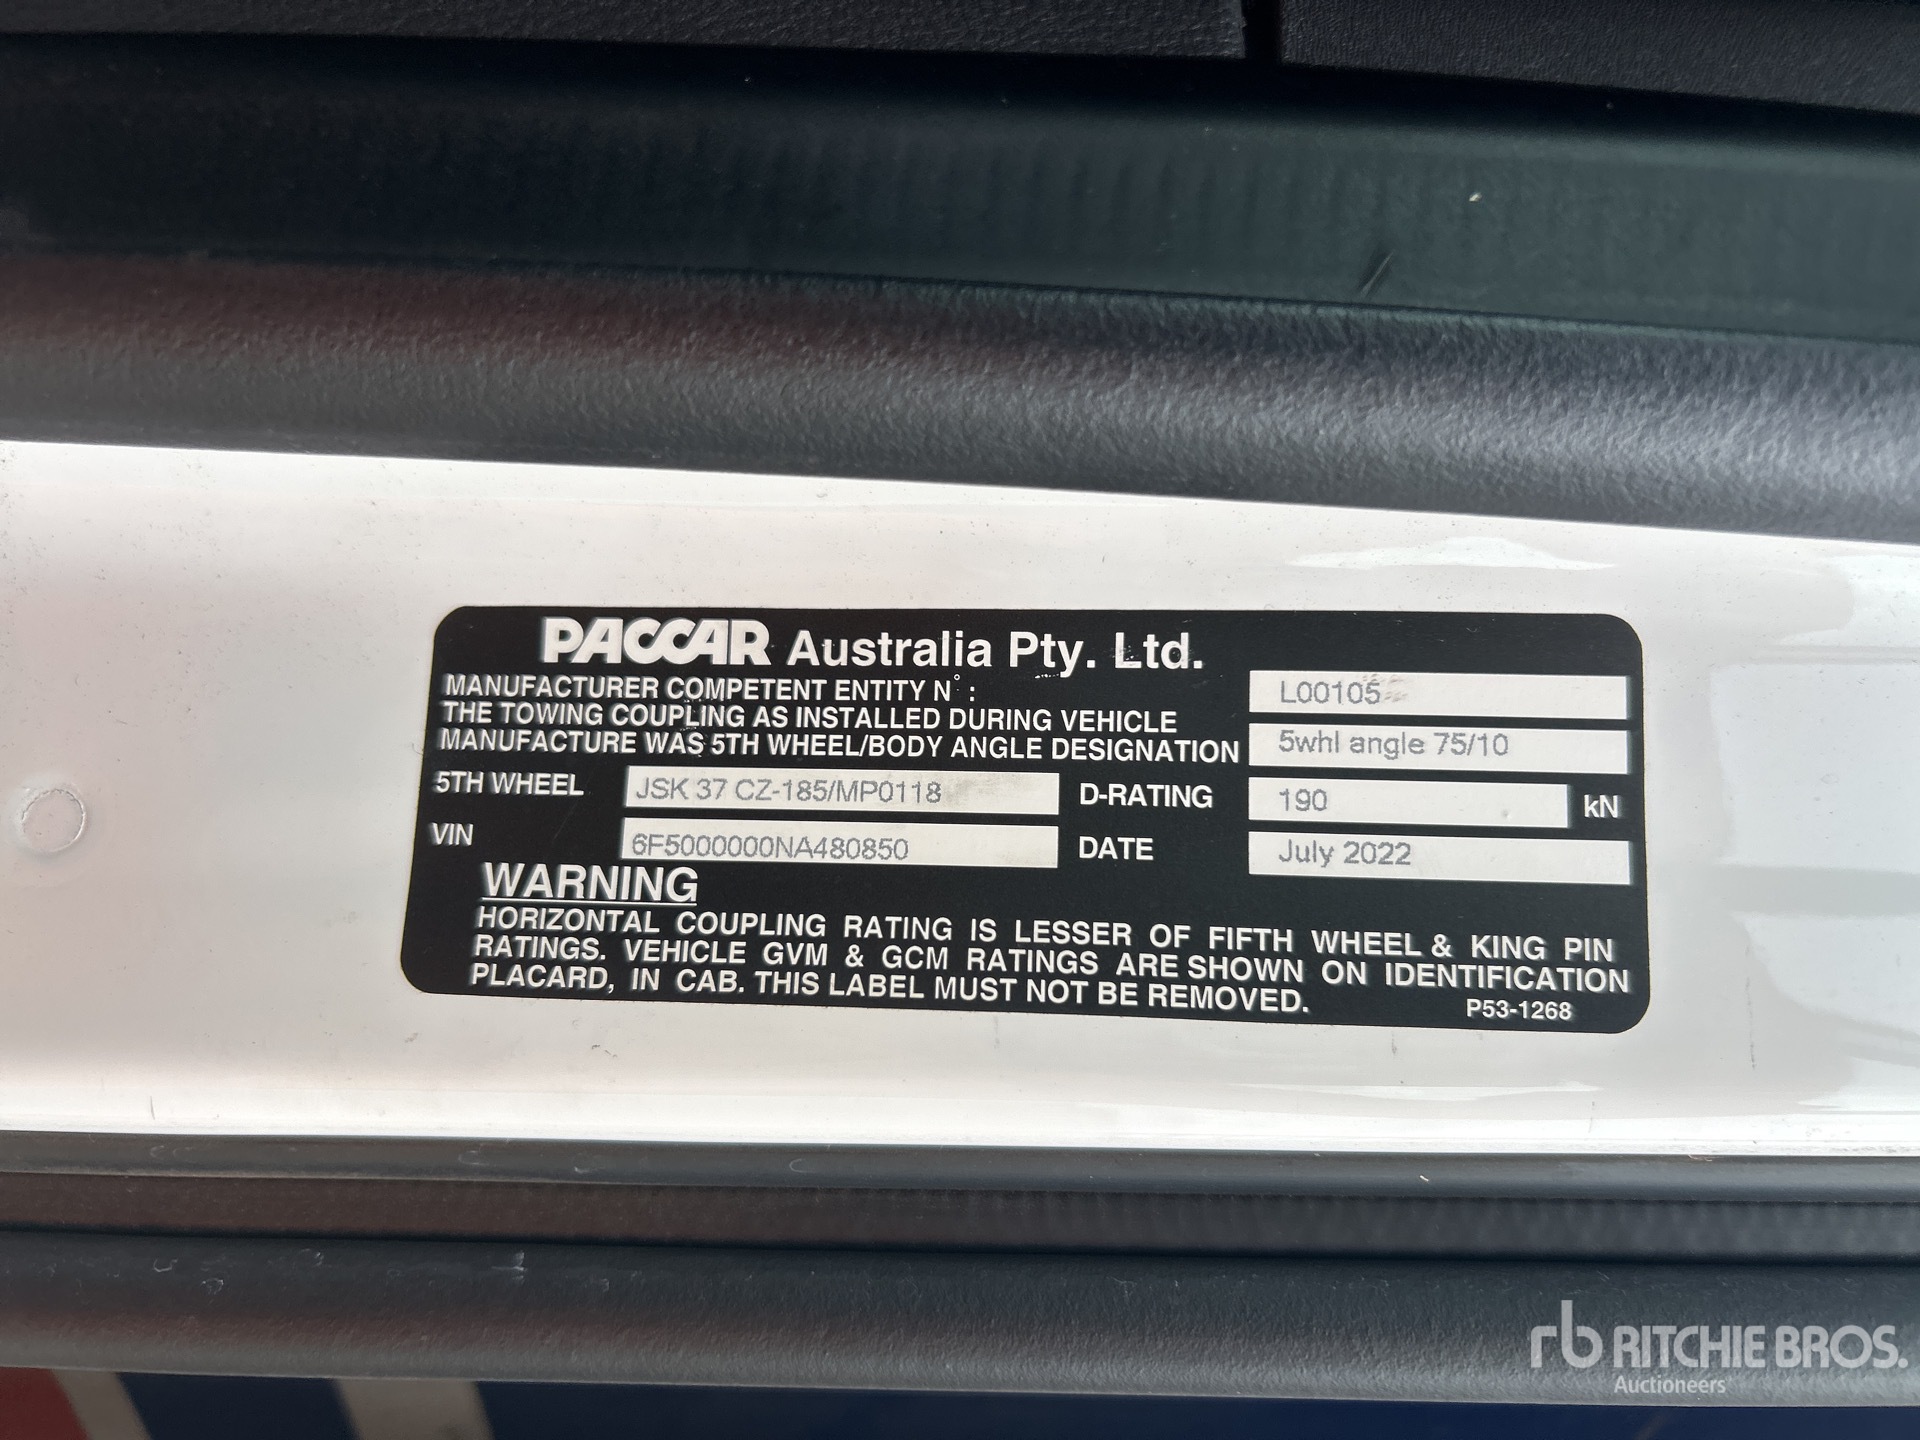 PACCAR Australia Pty. Ltd.
MANUFACTURER COMPETENT ENTITY N° : L00105
THE TOWING COUPLING AS INSTALLED DURING VEHICLE
MANUFACTURE WAS 5TH WHEEL/BODY ANGLE DESIGNATION 5whl angle 75/10
5TH WHEEL JSK 37 CZ-185/MP0118 D-RATING 190 kN
VIN 6F5000000NA480850 DATE July 2022
WARNING
HORIZONTAL COUPLING RATING IS LESSER OF FIFTH WHEEL & KING PIN
RATINGS. VEHICLE GVM & GCM RATINGS ARE SHOWN ON IDENTIFICATION
PLACARD, IN CAB. THIS LABEL MUST NOT BE REMOVED. P53-1268
rb RITCHIE BROS.
Auctioneers